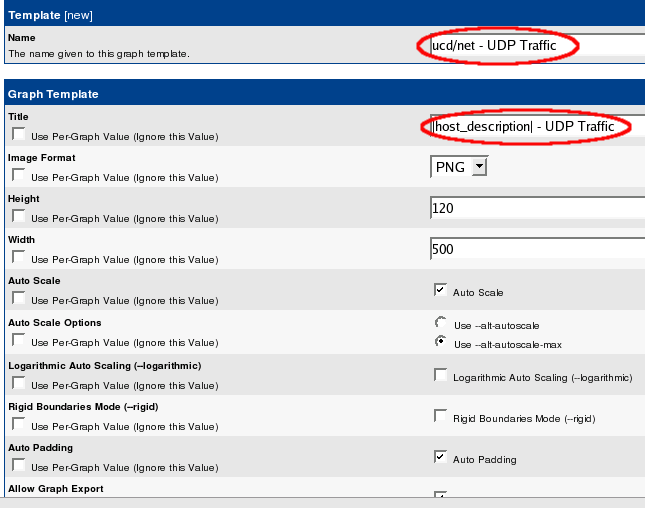 Template [new]
Name
The name given to this graph template.
ucd/net - UDP Traffic
Graph Template
Title
Use Per-Graph Value (Ignore this Value)
|host_description| - UDP Traffic
Image Format
Use Per-Graph Value (Ignore this Value)
PNG
Height
Use Per-Graph Value (Ignore this Value)
120
Width
Use Per-Graph Value (Ignore this Value)
500
Auto Scale
Use Per-Graph Value (Ignore this Value)
Auto Scale
Auto Scale Options
Use Per-Graph Value (Ignore this Value)
Use --alt-autoscale
Use --alt-autoscale-max
Logarithmic Auto Scaling (--logarithmic)
Use Per-Graph Value (Ignore this Value)
Logarithmic Auto Scaling (--logarithmic)
Rigid Boundaries Mode (--rigid)
Use Per-Graph Value (Ignore this Value)
Rigid Boundaries Mode (--rigid)
Auto Padding
Use Per-Graph Value (Ignore this Value)
Auto Padding
Allow Graph Export